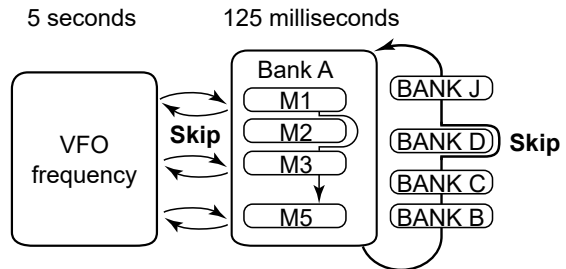 5 seconds 125 milliseconds
Bank A
M1
M2
M3
M5
Skip
VFO
frequency
BANK J
BANK D
BANK C
BANK B
Skip